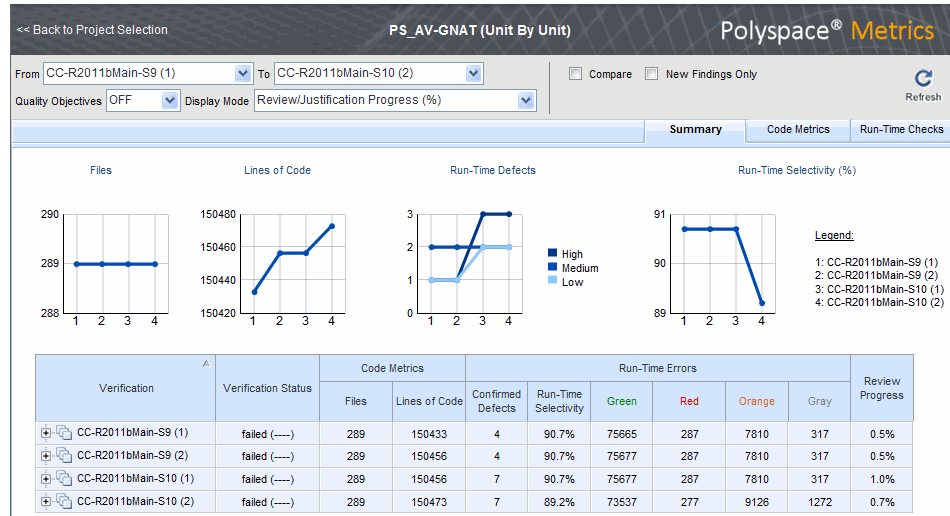 << Back to Project Selection PS_AV-GNAT (Unit By Unit) Polyspace® Metrics
From CC-R2011bMain-S9 (1) To CC-R2011bMain-S10 (2) Compare New Findings Only
Quality Objectives OFF Display Mode Review/Justification Progress (%) Refresh
Summary Code Metrics Run-Time Checks
Files Lines of Code Run-Time Defects Run-Time Selectivity (%)
290 150480 3 91
289 150460 2 90
288 150440 1 89
150420 0
1 2 3 4 1 2 3 4 1 2 3 4 1 2 3 4
High
Medium
Low
Legend:
1: CC-R2011bMain-S9 (1)
2: CC-R2011bMain-S9 (2)
3: CC-R2011bMain-S10 (1)
4: CC-R2011bMain-S10 (2)
Verification Verification Status Code Metrics Run-Time Errors Review Progress
Files Lines of Code Confirmed Defects Run-Time Selectivity Green Red Orange Gray
CC-R2011bMain-S9 (1) failed (----) 289 150433 4 90.7% 75665 287 7810 317 0.5%
CC-R2011bMain-S9 (2) failed (----) 289 150456 4 90.7% 75677 287 7810 317 0.5%
CC-R2011bMain-S10 (1) failed (----) 289 150456 7 90.7% 75677 287 7810 317 1.0%
CC-R2011bMain-S10 (2) failed (----) 289 150473 7 89.2% 73537 277 9126 1272 0.7%